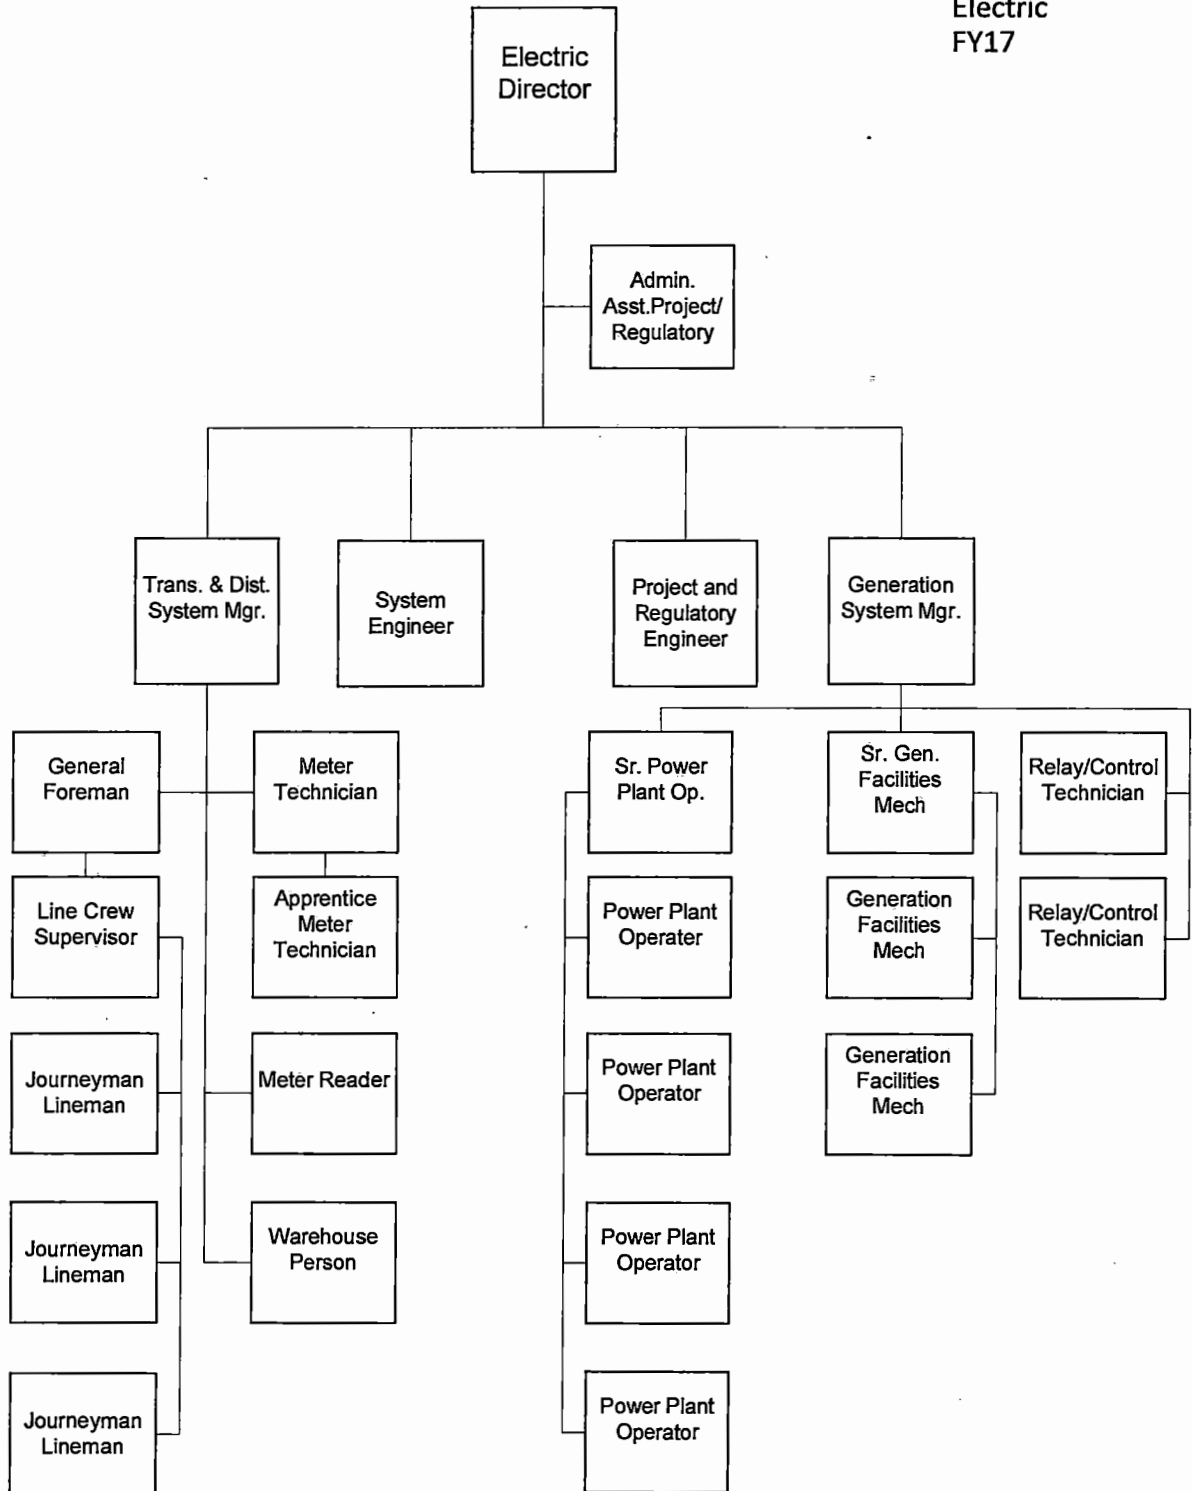 Electric
FY17
Electric
Director
Admin.
Asst.Project/
Regulatory
Trans. & Dist.
System Mgr.
System
Engineer
Project and
Regulatory
Engineer
Generation
System Mgr.
General
Foreman
Meter
Technician
Sr. Power
Plant Op.
Sr. Gen.
Facilities
Mech
Relay/Control
Technician
Line Crew
Supervisor
Apprentice
Meter
Technician
Power Plant
Operater
Generation
Facilities
Mech
Relay/Control
Technician
Journeyman
Lineman
Meter Reader
Power Plant
Operator
Generation
Facilities
Mech
Journeyman
Lineman
Warehouse
Person
Power Plant
Operator
Journeyman
Lineman
Power Plant
Operator